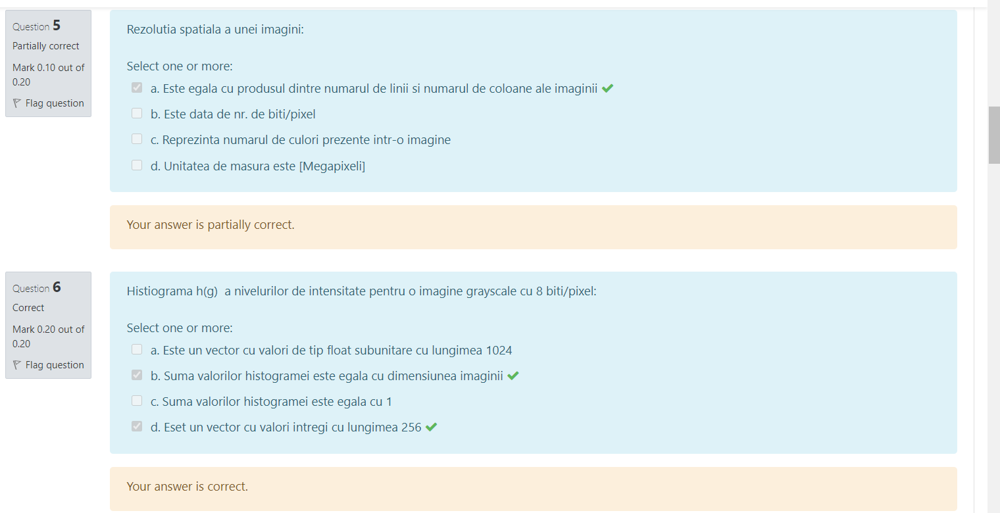 Question 5
Partially correct
Mark 0.10 out of
0.20
Flag question
Rezolutia spatiala a unei imagini:
Select one or more:
a. Este egala cu produsul dintre numarul de linii si numarul de coloane ale imaginii
b. Este data de nr. de biti/pixel
c. Reprezinta numarul de culori prezente intr-o imagine
d. Unitatea de masura este [Megapixeli]
Your answer is partially correct.
Question 6
Correct
Mark 0.20 out of
0.20
Flag question
Histiograma h(g)  a nivelurilor de intensitate pentru o imagine grayscale cu 8 biti/pixel:
Select one or more:
a. Este un vector cu valori de tip float subunitare cu lungimea 1024
b. Suma valorilor histogramei este egala cu dimensiunea imaginii
c. Suma valorilor histogramei este egala cu 1
d. Eset un vector cu valori intregi cu lungimea 256
Your answer is correct.